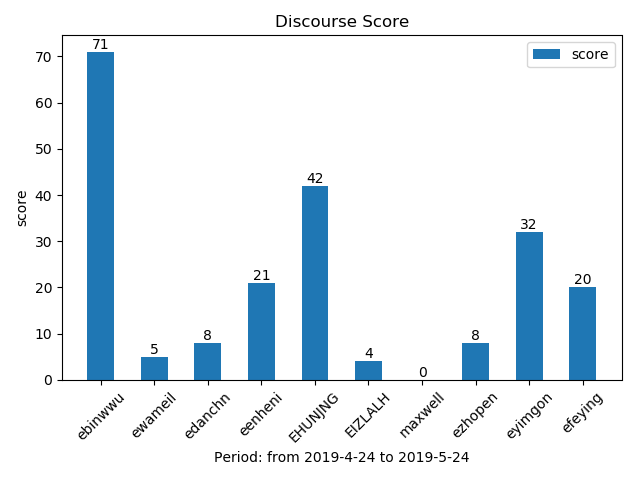 Discourse Score
score
70
60
50
40
30
20
10
0
score
71
5
8
21
42
4
0
8
32
20
ebinwwu
ewameil
edanchn
eenheni
EHUNJNG
EIZLALH
maxwell
ezhopen
eyimgon
efeying
Period: from 2019-4-24 to 2019-5-24